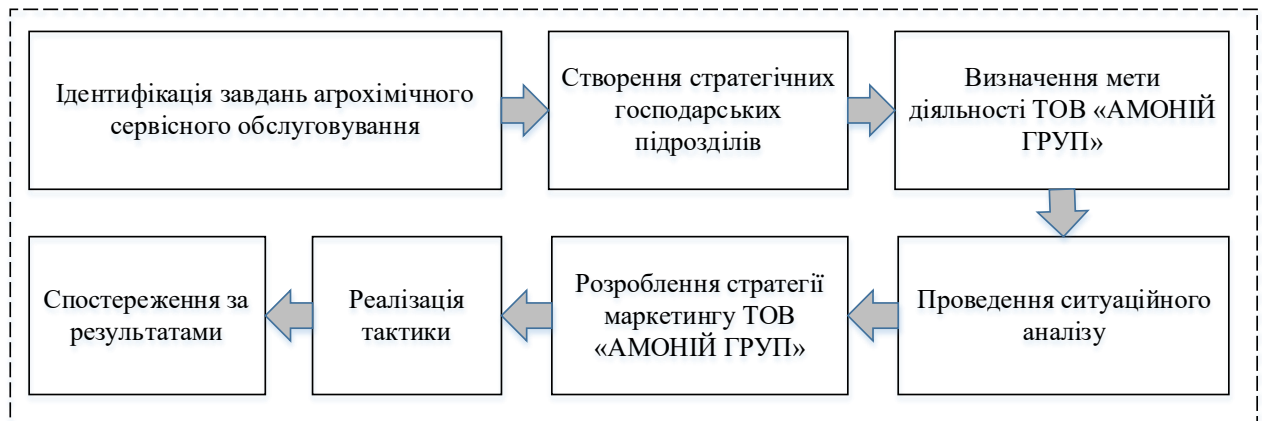 Ідентифікація завдань агрохімічного
сервісного обслуговування
Створення стратегічних
господарських
підрозділів
Визначення мети
діяльності ТОВ «АМОНІЙ
ГРУП»
Проведення ситуаційного
аналізу
Розроблення стратегії
маркетингу ТОВ
«АМОНІЙ ГРУП»
Реалізація
тактики
Спостереження за
результатами